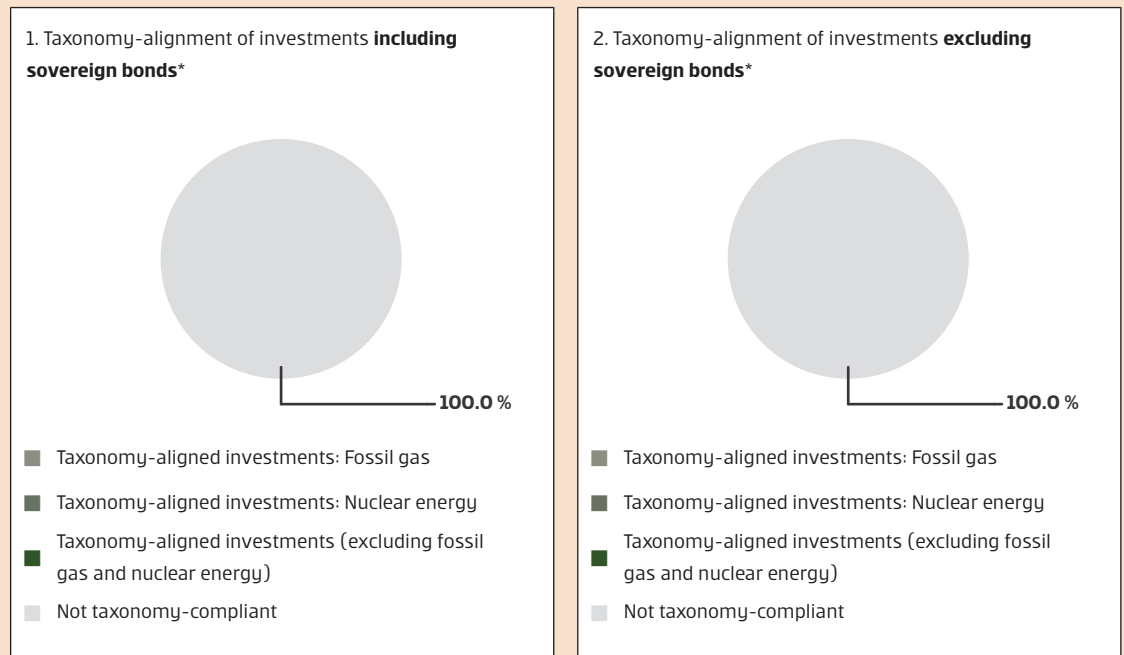 1. Taxonomy-alignment of investments including
sovereign bonds*
100.0 %
Taxonomy-aligned investments: Fossil gas
Taxonomy-aligned investments: Nuclear energy
Taxonomy-aligned investments (excluding fossil
gas and nuclear energy)
Not taxonomy-compliant
2. Taxonomy-alignment of investments excluding
sovereign bonds*
100.0 %
Taxonomy-aligned investments: Fossil gas
Taxonomy-aligned investments: Nuclear energy
Taxonomy-aligned investments (excluding fossil
gas and nuclear energy)
Not taxonomy-compliant